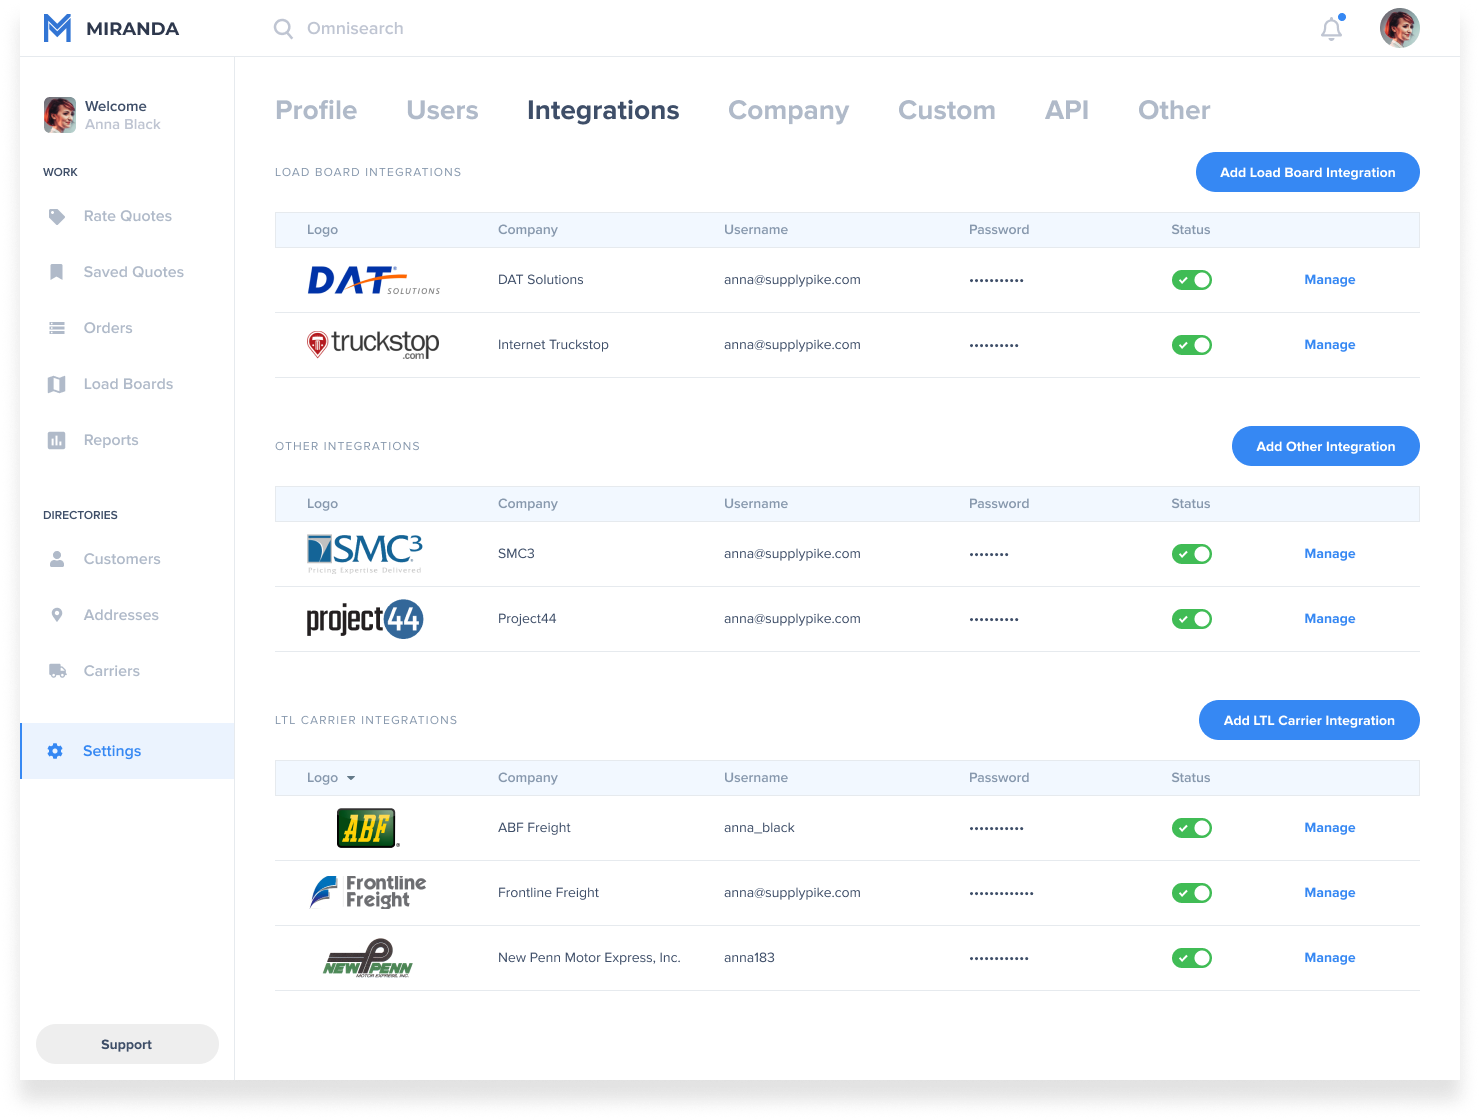 MIRANDA
Omnisearch
Welcome
Anna Black
WORK
Rate Quotes
Saved Quotes
Orders
Load Boards
Reports
DIRECTORIES
Customers
Addresses
Carriers
Settings
Support
Profile Users Integrations Company Custom API Other
LOAD BOARD INTEGRATIONS
Add Load Board Integration
Logo Company Username Password Status
DAT SOLUTIONS DAT Solutions anna@supplypike.com ••••••••••• Manage
truckstop .com Internet Truckstop anna@supplypike.com •••••••••• Manage
OTHER INTEGRATIONS
Add Other Integration
Logo Company Username Password Status
SMC³ SMC3 anna@supplypike.com •••••••• Manage
Pricing Expertise Delivered
project44 Project44 anna@supplypike.com •••••••••• Manage
LTL CARRIER INTEGRATIONS
Add LTL Carrier Integration
Logo Company Username Password Status
ABF ABF Freight anna_black ••••••••••• Manage
Frontline Freight Frontline Freight anna@supplypike.com ••••••••••••• Manage
NEW PENN New Penn Motor Express, Inc. anna183 •••••••••••• Manage
MOTOR EXPRESS, INC.